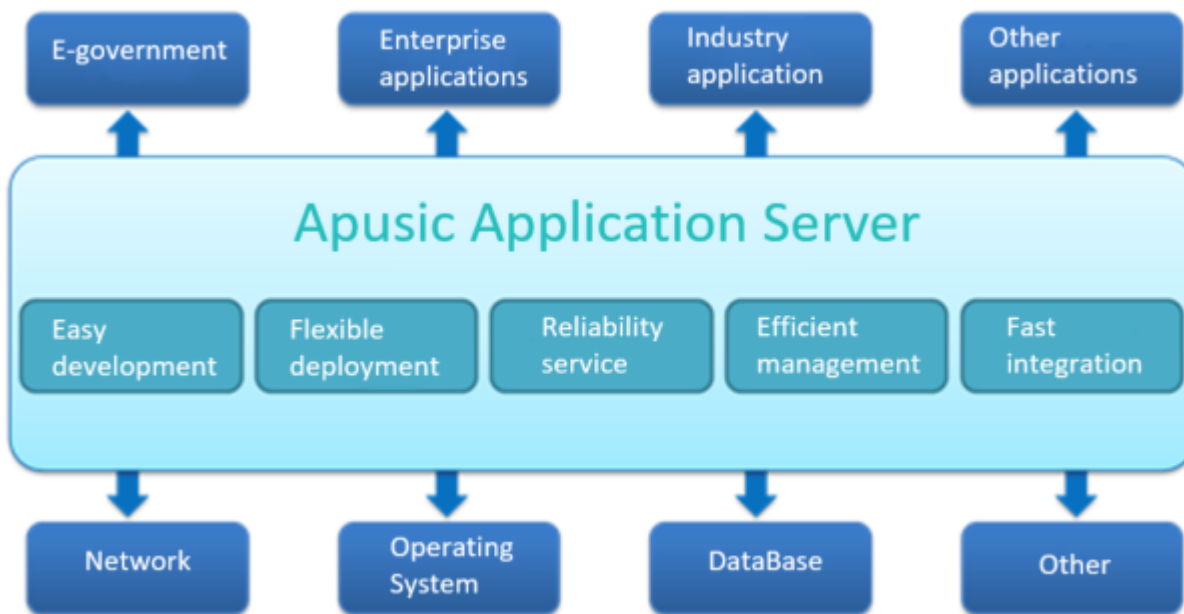 E-government
Enterprise
applications
Industry
application
Other
applications
Apusic Application Server
Easy
development
Flexible
deployment
Reliability
service
Efficient
management
Fast
integration
Network
Operating
System
DataBase
Other